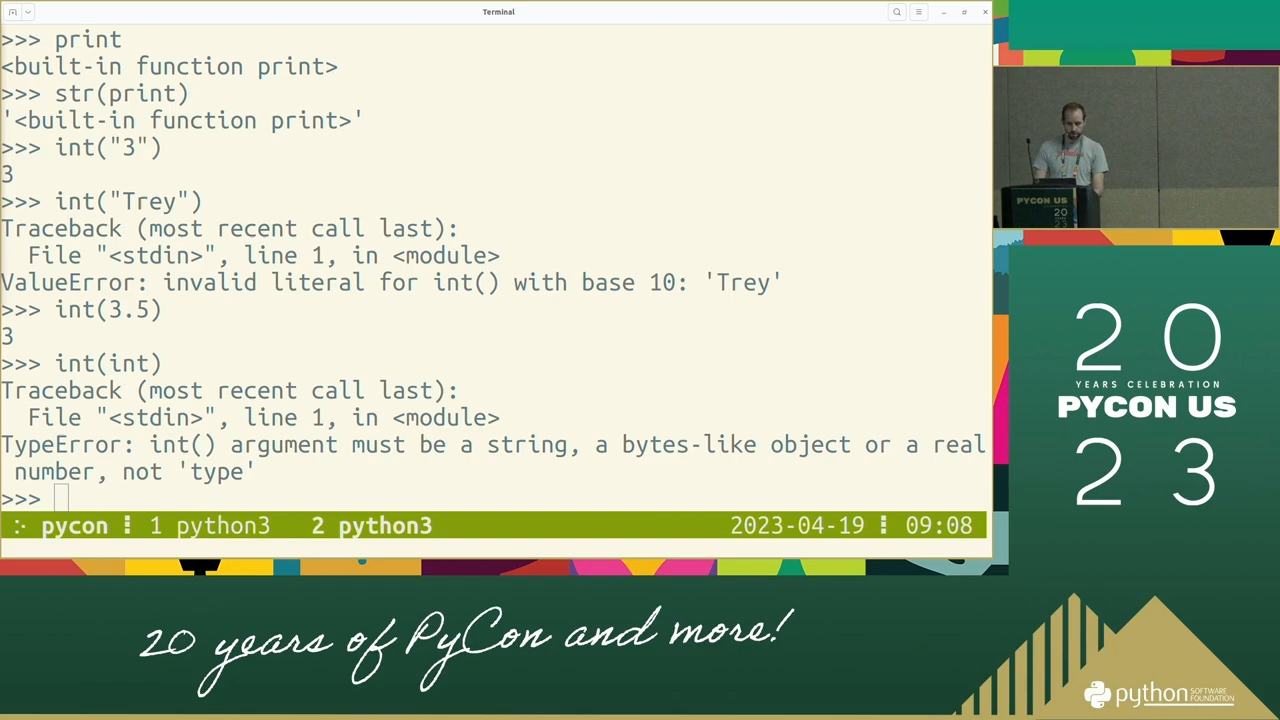 Terminal
>>> print
<built-in function print>
>>> str(print)
'<built-in function print>'
>>> int("3")
3
>>> int("Trey")
Traceback (most recent call last):
  File "<stdin>", line 1, in <module>
ValueError: invalid literal for int() with base 10: 'Trey'
>>> int(3.5)
3
>>> int(int)
Traceback (most recent call last):
  File "<stdin>", line 1, in <module>
TypeError: int() argument must be a string, a bytes-like object or a real
 number, not 'type'
>>>
pycon 1 python3 2 python3 2023-04-19 09:08
PYCON US
20
23
20
YEARS CELEBRATION
PYCON US
23
20 years of PyCon and more!
python SOFTWARE
FOUNDATION